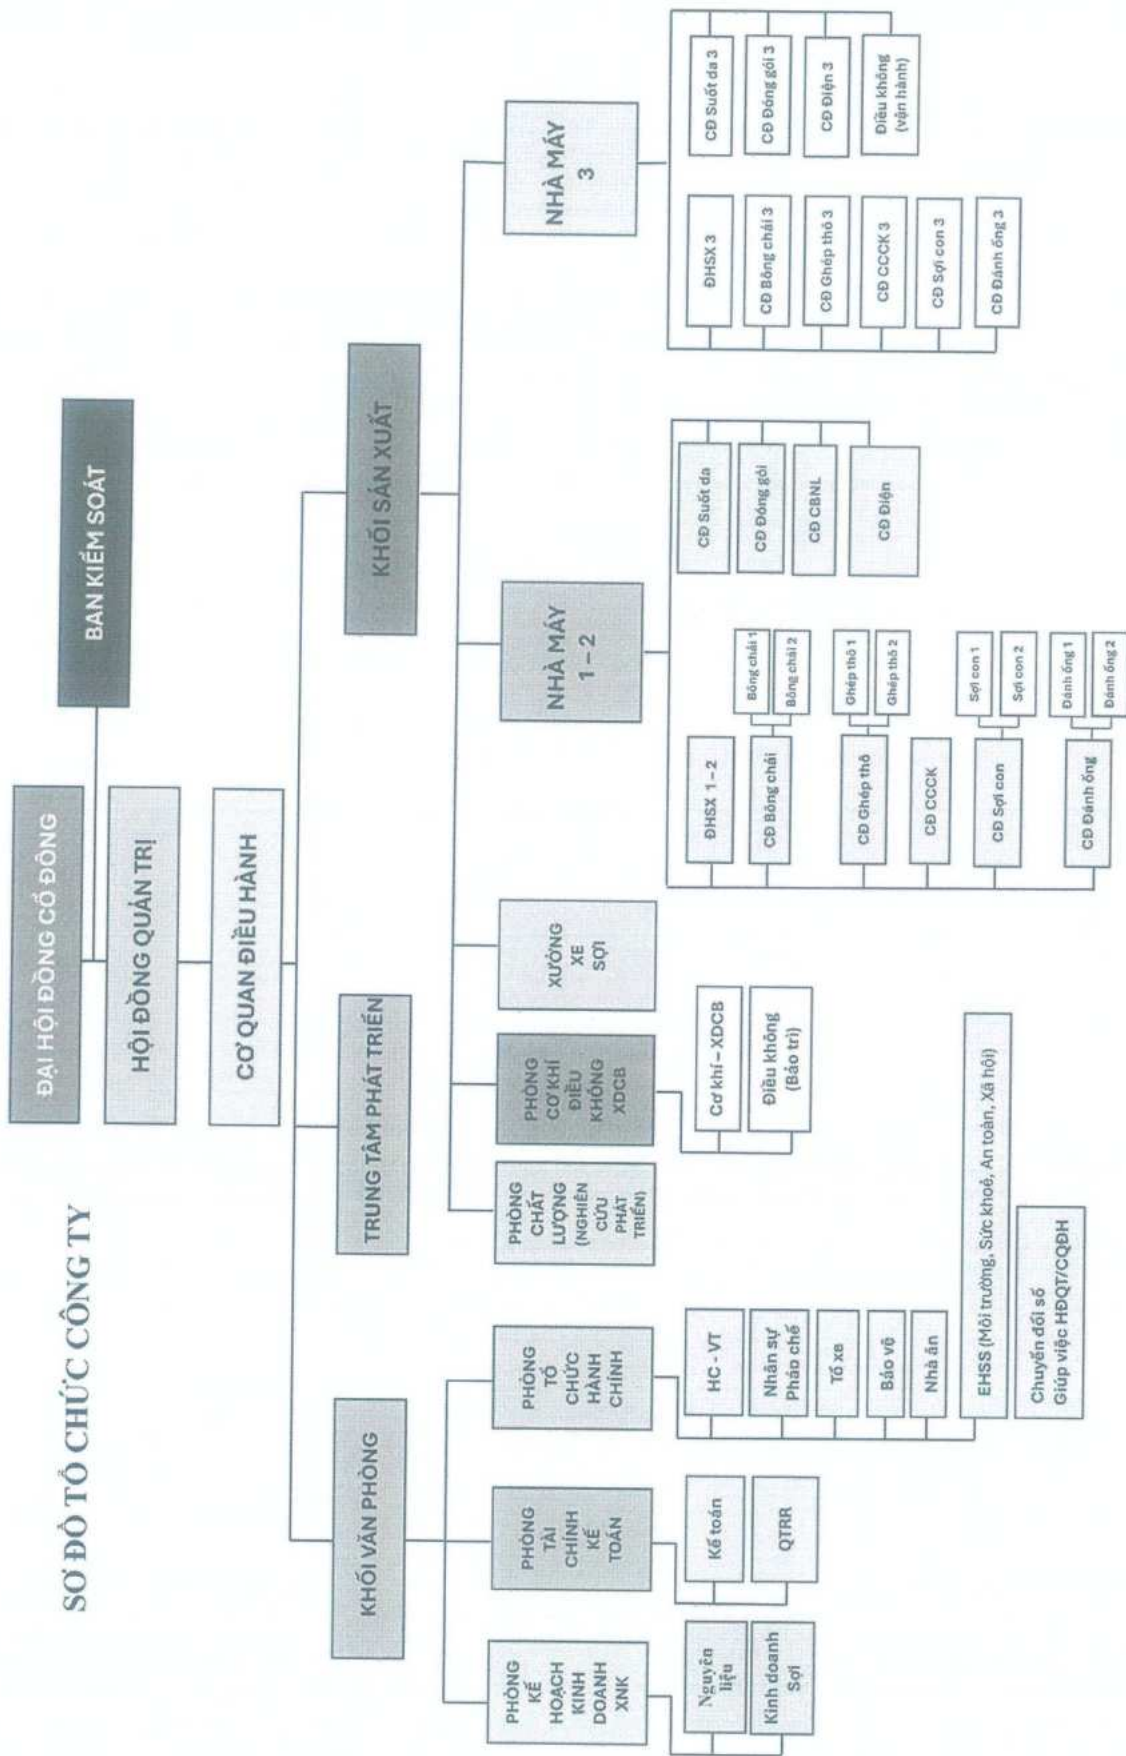 SƠ ĐỒ TỔ CHỨC CÔNG TY
ĐẠI HỘI ĐỒNG CỔ ĐÔNG
BAN KIỂM SOÁT
HỘI ĐỒNG QUẢN TRỊ
CƠ QUAN ĐIỀU HÀNH
KHỐI VĂN PHÒNG
TRUNG TÂM PHÁT TRIỂN
KHỐI SẢN XUẤT
PHÒNG
KẾ
HOẠCH
KINH
DOANH
XNK
PHÒNG
TÀI
CHÍNH
KẾ
TOÁN
PHÒNG
TỔ
CHỨC
HÀNH
CHÍNH
PHÒNG
CHẤT
LƯỢNG
(NGHIÊN
CỨU
PHÁT
TRIỂN)
PHÒNG
CƠ KHÍ
ĐIỀU
KHÔNG
XDCB
XƯỞNG
XE
SỢI
NHÀ MÁY
1 – 2
NHÀ MÁY
3
Nguyên
liệu
Kinh doanh
Sợi
Kế toán
QTRR
HC - VT
Nhân sự
Pháp chế
Tổ xe
Bảo vệ
Nhà ăn
EHSS (Môi trường, Sức khoẻ, An toàn, Xã hội)
Chuyển đổi số
Giúp việc HĐQT/CQĐH
Cơ khí – XDCB
Điều không
(Bảo trì)
ĐHSX 1 – 2
CĐ Bông chải
Bông chải 1
Bông chải 2
CĐ Ghép thô
Ghép thô 1
Ghép thô 2
CĐ CCCK
CĐ Sợi con
Sợi con 1
Sợi con 2
CĐ Đánh ống
Đánh ống 1
Đánh ống 2
CĐ Suốt da
CĐ Đóng gói
CĐ CBNL
CĐ Điện
ĐHSX 3
CĐ Bông chải 3
CĐ Ghép thô 3
CĐ CCCK 3
CĐ Sợi con 3
CĐ Đánh ống 3
CĐ Suốt da 3
CĐ Đóng gói 3
CĐ Điện 3
Điều không
(vận hành)